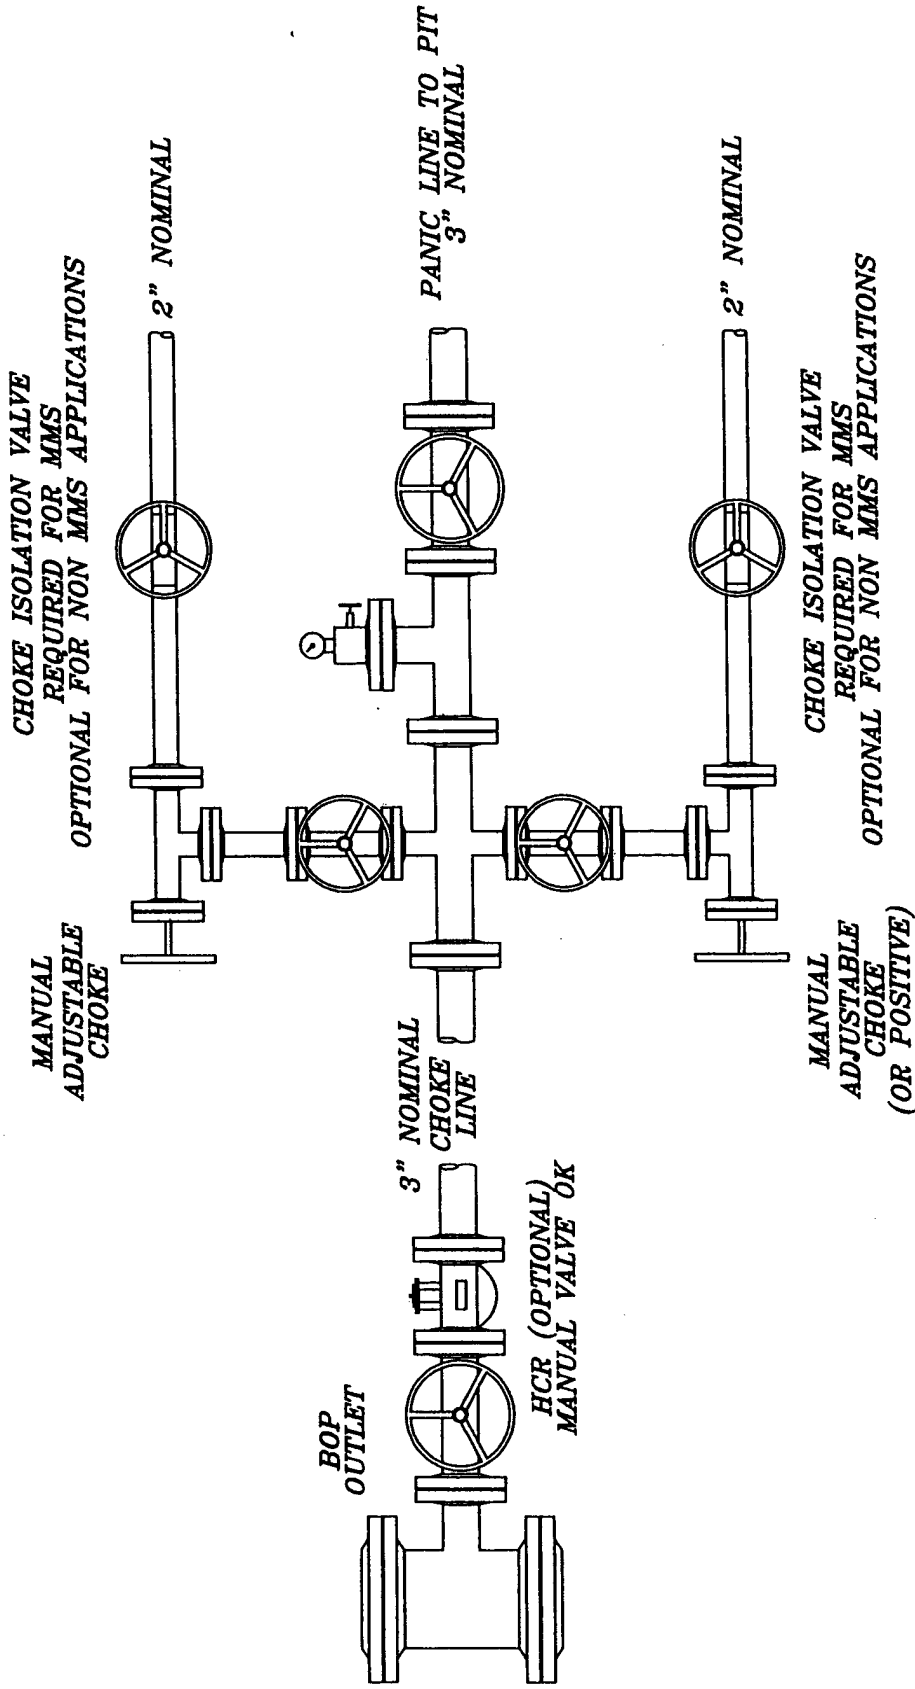 BOP
OUTLET
HCR (OPTIONAL)
MANUAL VALVE OK
3" NOMINAL
CHOKE
LINE
MANUAL
ADJUSTABLE
CHOKE
CHOKE ISOLATION VALVE
REQUIRED FOR MMS
OPTIONAL FOR NON MMS APPLICATIONS
2" NOMINAL
PANIC LINE TO PIT
3" NOMINAL
MANUAL
ADJUSTABLE
CHOKE
(OR POSITIVE)
CHOKE ISOLATION VALVE
REQUIRED FOR MMS
OPTIONAL FOR NON MMS APPLICATIONS
2" NOMINAL